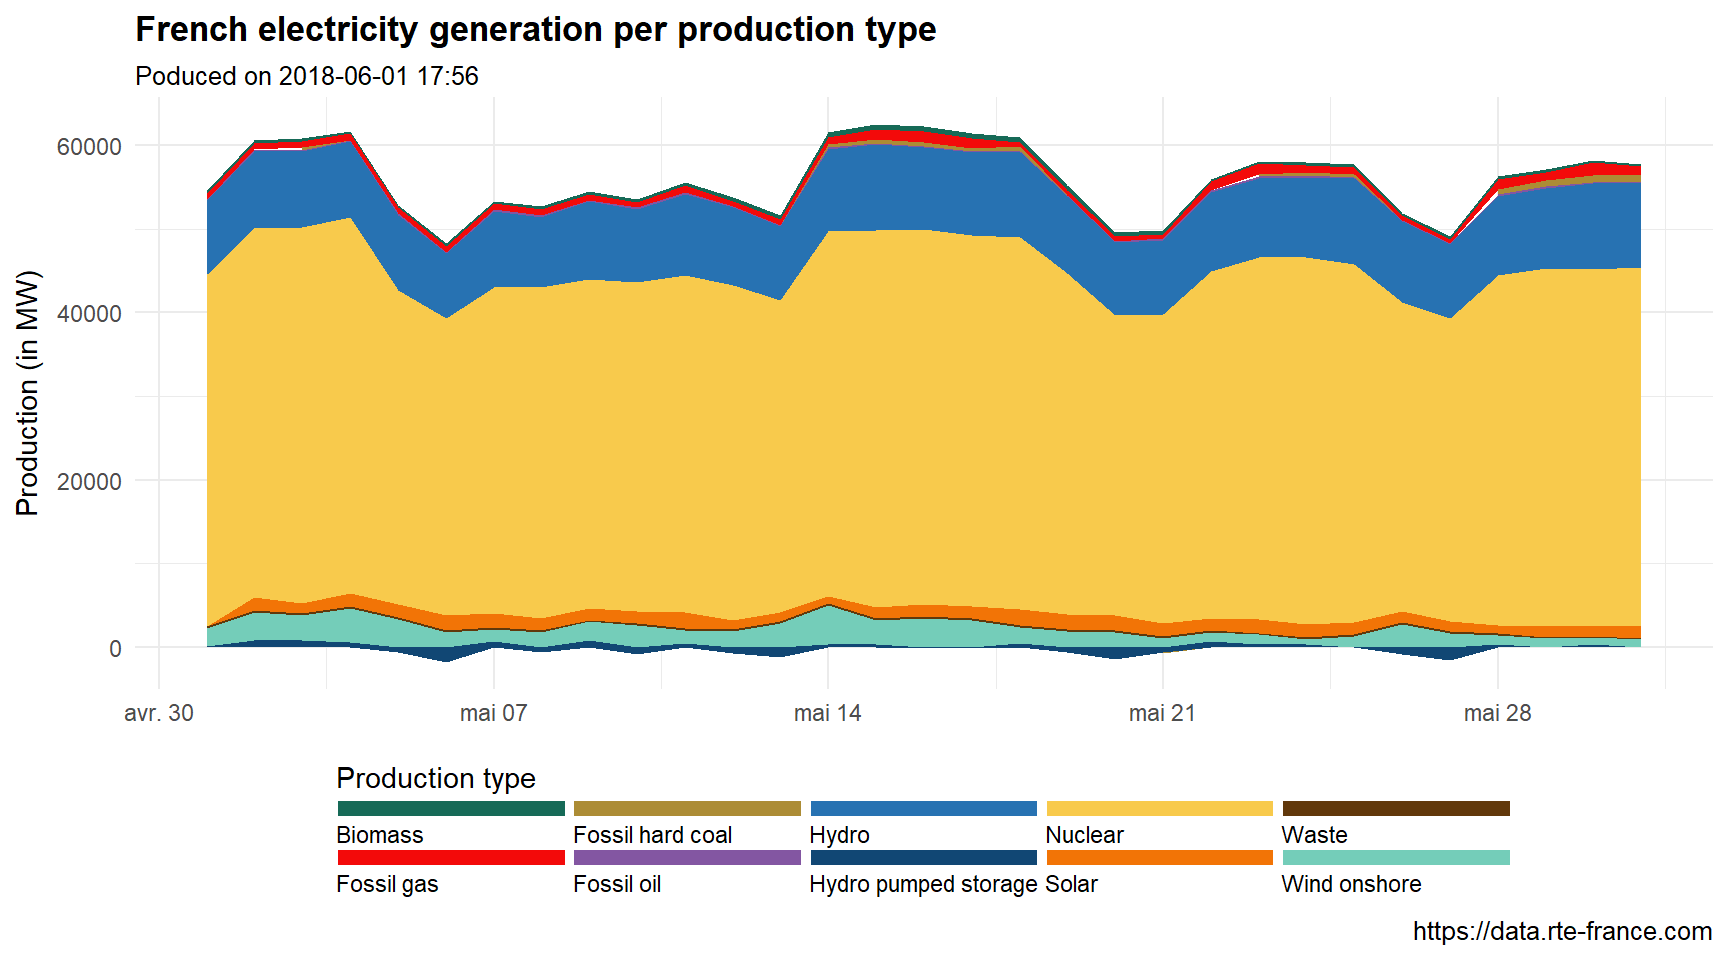 French electricity generation per production type
Poduced on 2018-06-01 17:56
Production (in MW)
60000
40000
20000
0
avr. 30 mai 07 mai 14 mai 21 mai 28
Production type
Biomass Fossil hard coal Hydro Nuclear Waste
Fossil gas Fossil oil Hydro pumped storage Solar Wind onshore
https://data.rte-france.com